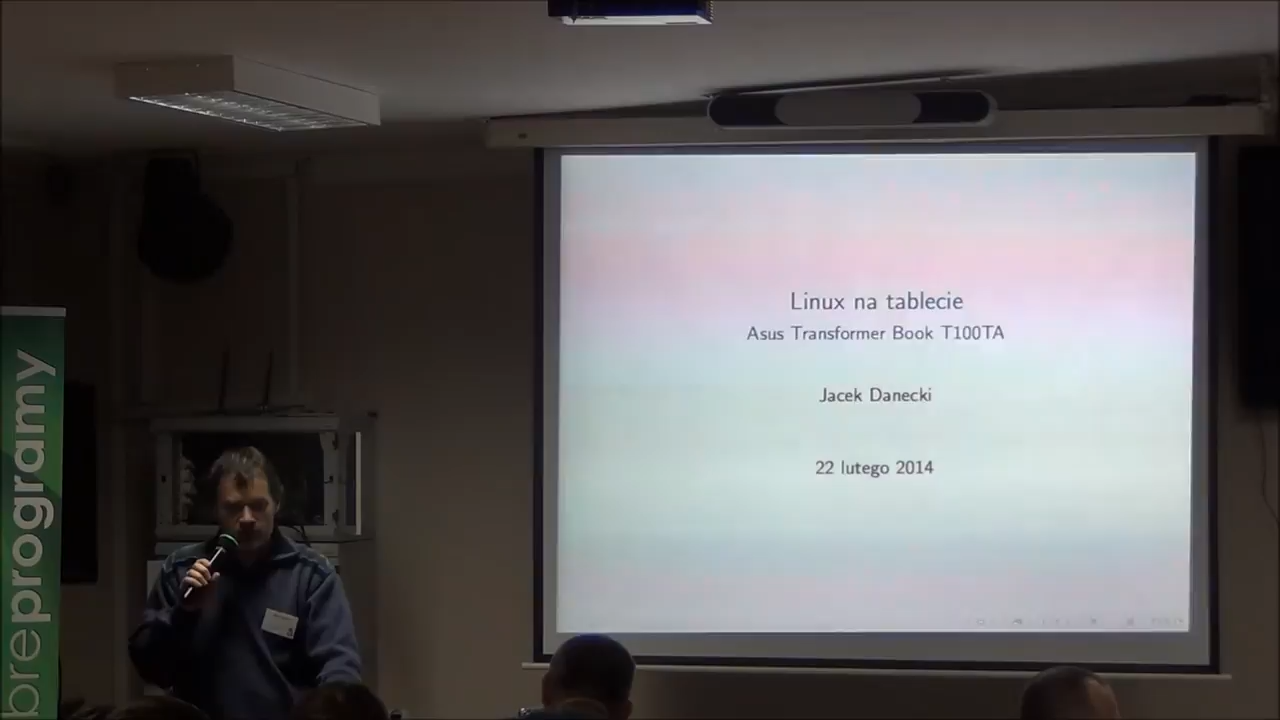 Linux na tablecie
Asus Transformer Book T100TA
Jacek Danecki
22 lutego 2014
breprogramy